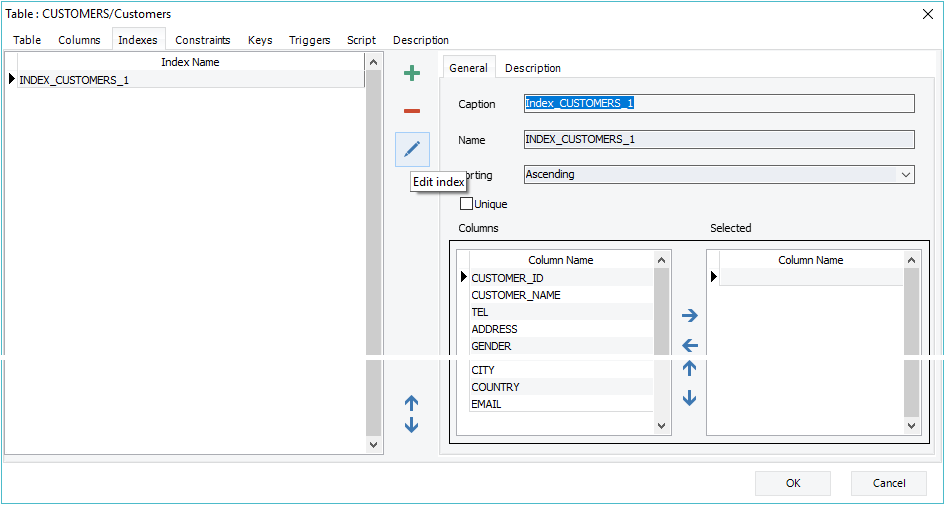 Table : CUSTOMERS/Customers
Table Columns Indexes Constraints Keys Triggers Script Description
Index Name
INDEX_CUSTOMERS_1
Edit index
General Description
Caption Index_CUSTOMERS_1
Name INDEX_CUSTOMERS_1
orting Ascending
Unique
Columns Selected
Column Name
CUSTOMER_ID
CUSTOMER_NAME
TEL
ADDRESS
GENDER
CITY
COUNTRY
EMAIL
Column Name
OK Cancel